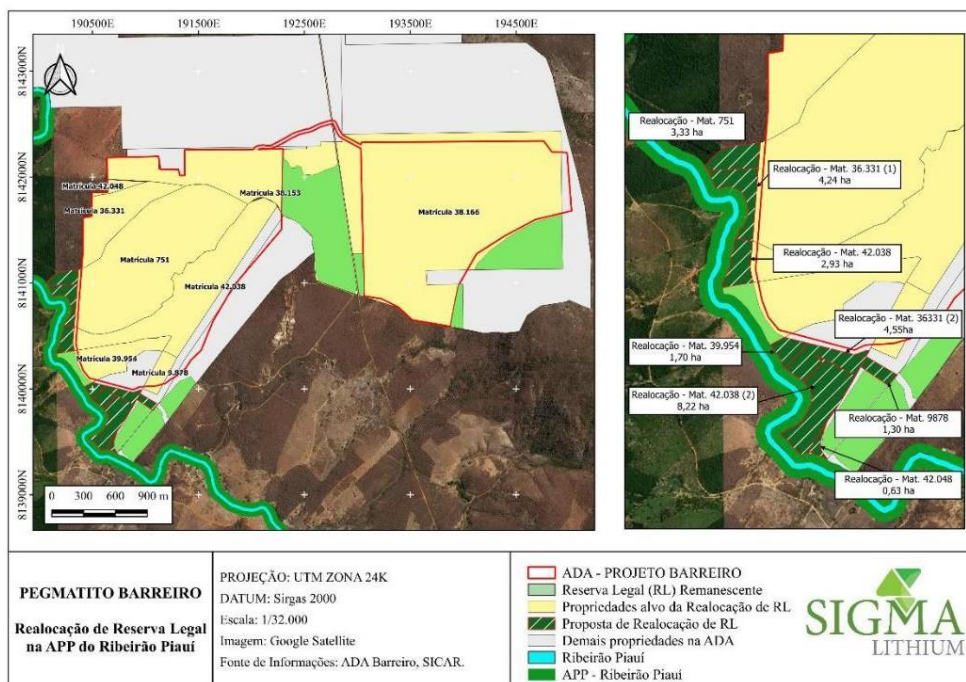 190500E
191500E
192500E
193500E
194500E
8143000N
8142000N
8141000N
8140000N
8139000N
N
Matrícula 42.048
Matrícula 36.331
Matrícula 38.153
Matrícula 38.166
Matrícula 751
Matrícula 42.038
Matrícula 39.954
Matrícula 9.878
0 300 600 900 m
Realocação - Mat. 751
3,33 ha
Realocação - Mat. 36.331 (1)
4,24 ha
Realocação - Mat. 42.038
2,93 ha
Realocação - Mat. 36331 (2)
4,55ha
Realocação - Mat. 39.954
1,70 ha
Realocação - Mat. 42.038 (2)
8,22 ha
Realocação - Mat. 9878
1,30 ha
Realocação - Mat. 42.048
0,63 ha
PEGMATITO BARREIRO
Realocação de Reserva Legal
na APP do Ribeirão Piauí
PROJEÇÃO: UTM ZONA 24K
DATUM: Sirgas 2000
Escala: 1/32.000
Imagem: Google Satellite
Fonte de Informações: ADA Barreiro, SICAR.
ADA - PROJETO BARREIRO
Reserva Legal (RL) Remanescente
Propriedades alvo da Realocação de RL
Proposta de Realocação de RL
Demais propriedades na ADA
Ribeirão Piauí
APP - Ribeirão Piauí
SIGMA
LITHIUM